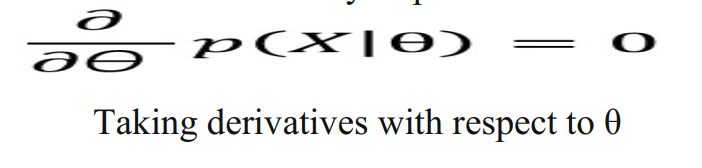 ∂/∂θ p(X|θ) = 0
Taking derivatives with respect to θ